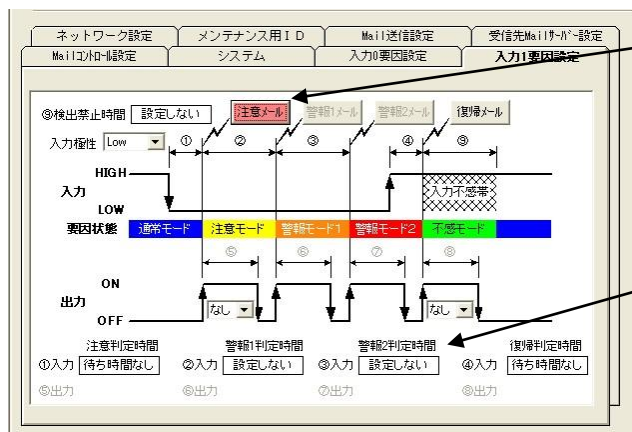 ネットワーク設定 メンテナンス用ＩＤ Mail送信設定 受信先Mailｻｰﾊﾞｰ設定
Mailｺﾝﾄﾛｰﾙ設定 システム 入力0要因設定 入力1要因設定
⑨検出禁止時間 設定しない 注意ﾒｰﾙ 警報1ﾒｰﾙ 警報2ﾒｰﾙ 復帰ﾒｰﾙ
入力極性 Low ① ② ③ ④ ⑨
HIGH
入力 入力不感帯
LOW
要因状態 通常モード 注意モード 警報モード1 警報モード2 不感モード
⑤ ⑥ ⑦ ⑧
ON
出力 なし なし
OFF
注意判定時間 警報1判定時間 警報2判定時間 復帰判定時間
①入力 待ち時間なし ②入力 設定しない ③入力 設定しない ④入力 待ち時間なし
⑤出力 ⑥出力 ⑦出力 ⑧出力